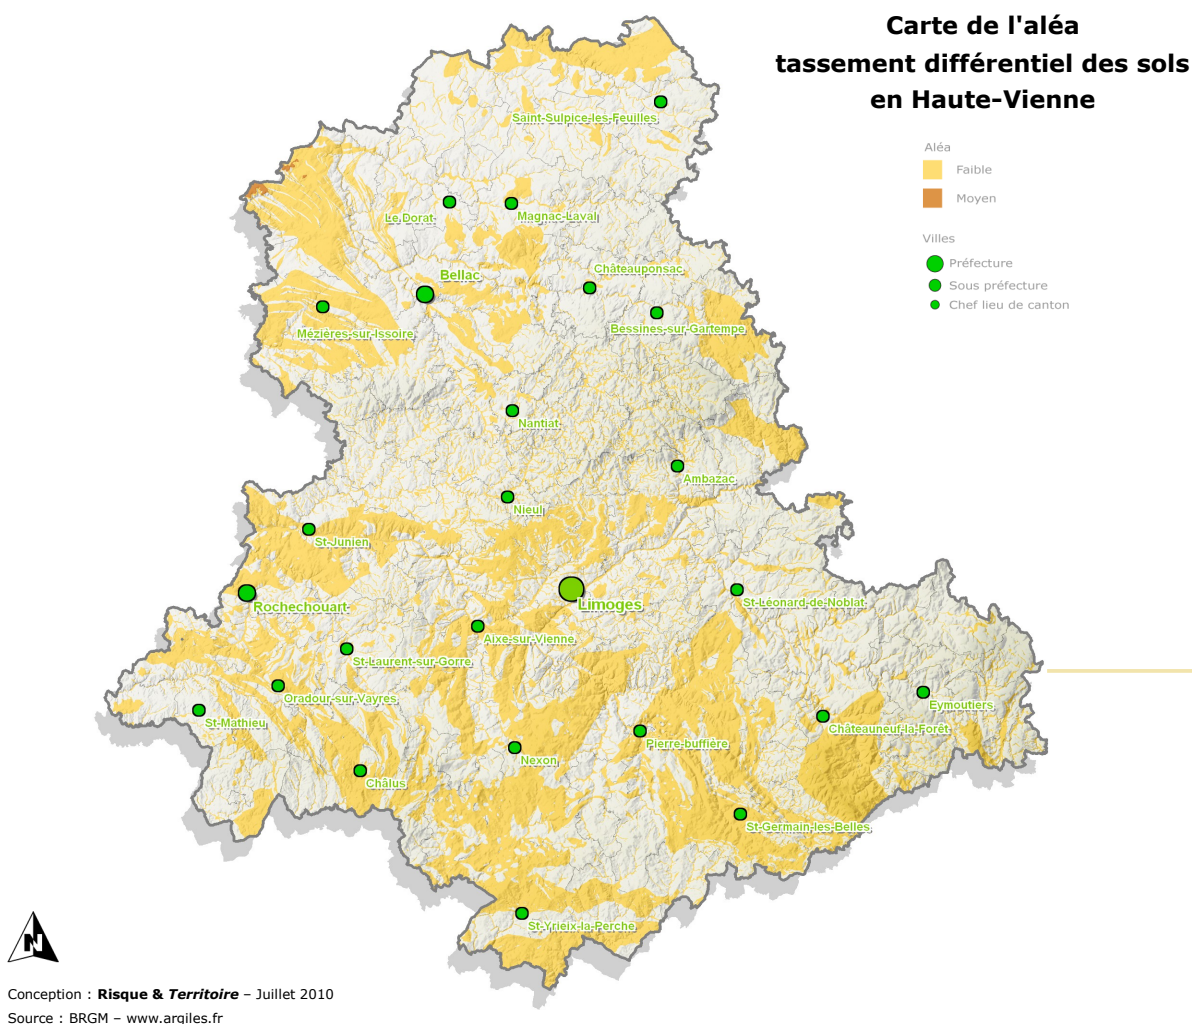 Carte de l'aléa
tassement différentiel des sols
en Haute-Vienne
Aléa
Faible
Moyen
Villes
Préfecture
Sous préfecture
Chef lieu de canton
Saint-Sulpice-les-Feuilles
Le Dorat
Magnac-Laval
Bellac
Châteauponsac
Mézières-sur-Issoire
Bessines-sur-Gartempe
Nantiat
Ambazac
Nieul
St-Junien
Rochechouart
Limoges
St-Léonard-de-Noblat
Aixe-sur-Vienne
St-Laurent-sur-Gorre
Oradour-sur-Vayres
St-Mathieu
Eymoutiers
Châteauneuf-la-Forêt
Pierre-buffière
Nexon
Châlus
St-Germain-les-Belles
St-Yrieix-la-Perche
N
Conception : Risque & Territoire – Juillet 2010
Source : BRGM – www.argiles.fr